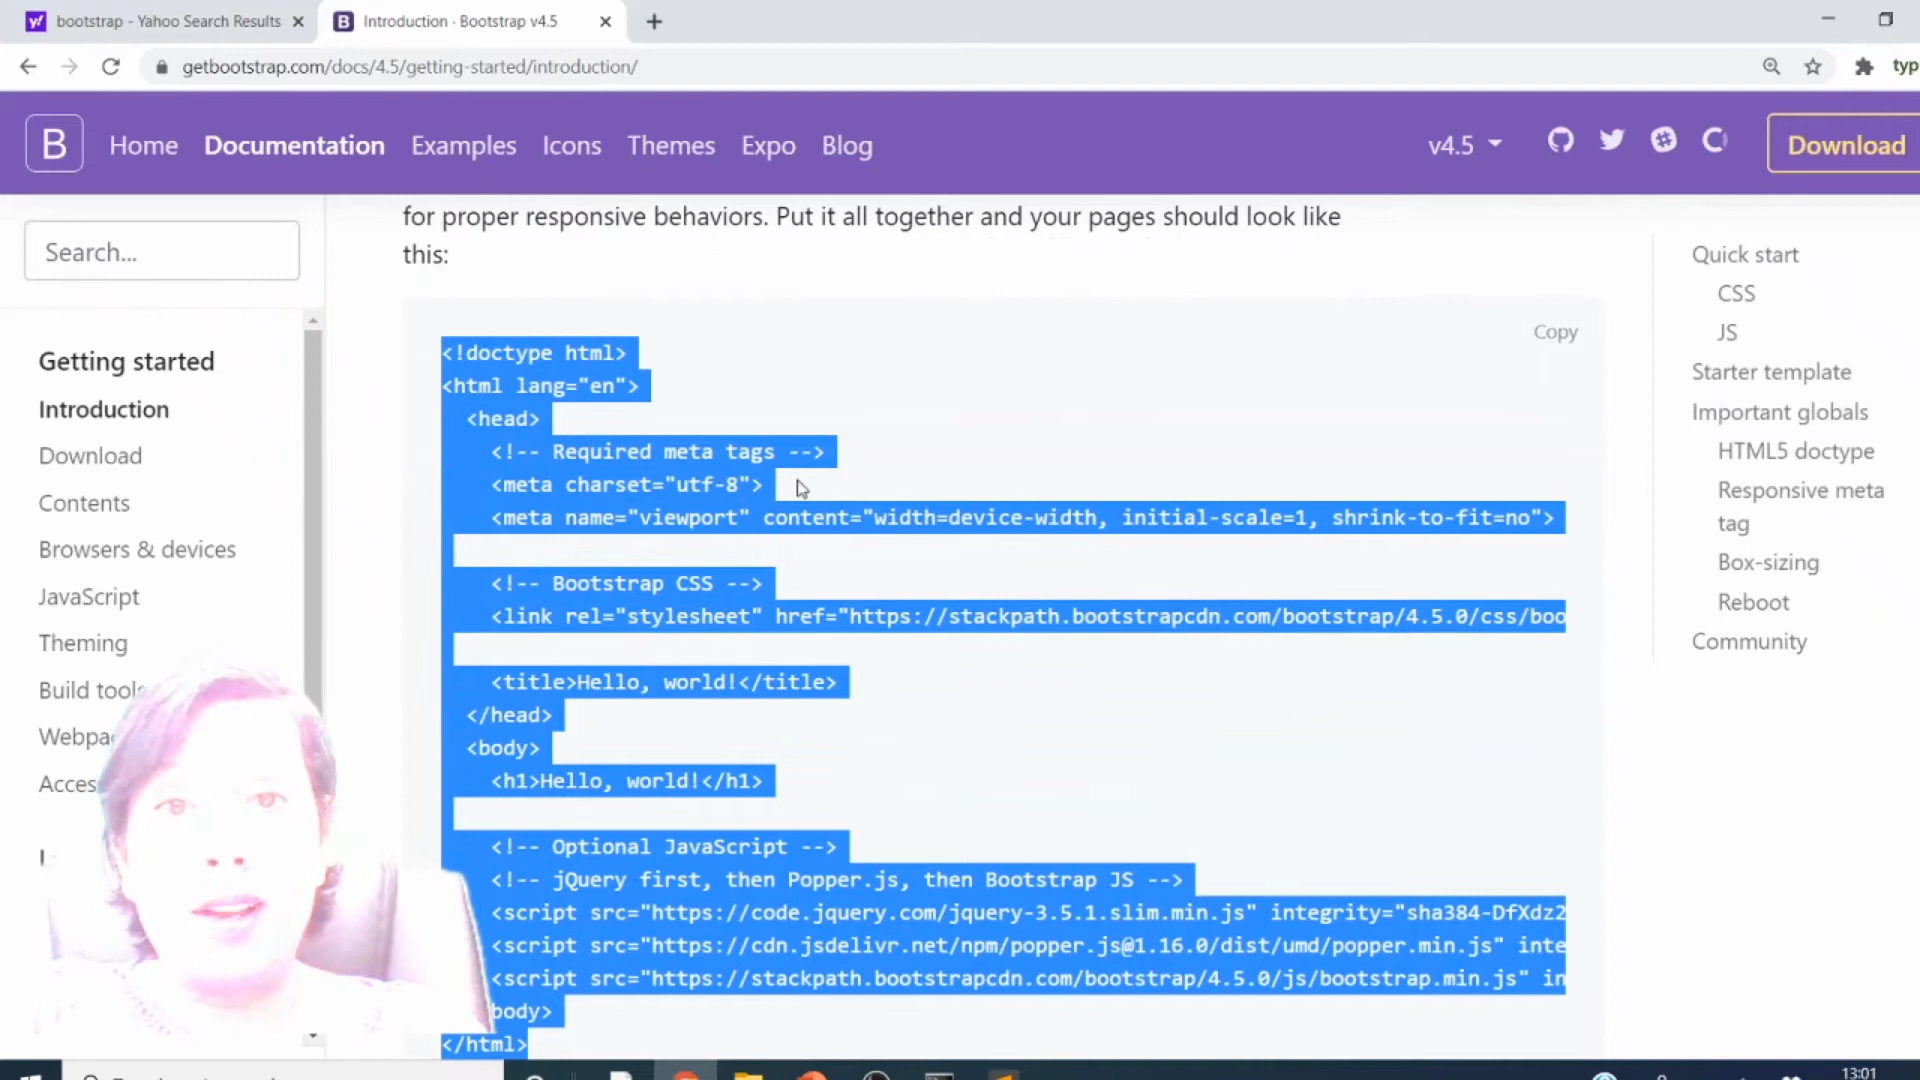 bootstrap - Yahoo Search Results
Introduction · Bootstrap v4.5
getbootstrap.com/docs/4.5/getting-started/introduction/
typ
B Home Documentation Examples Icons Themes Expo Blog v4.5 Download
Search...
Getting started
Introduction
Download
Contents
Browsers & devices
JavaScript
Theming
Build tools
Webpa
Acces
for proper responsive behaviors. Put it all together and your pages should look like
this:
Copy
<!doctype html>
<html lang="en">
<head>
<!-- Required meta tags -->
<meta charset="utf-8">
<meta name="viewport" content="width=device-width, initial-scale=1, shrink-to-fit=no">
<!-- Bootstrap CSS -->
<link rel="stylesheet" href="https://stackpath.bootstrapcdn.com/bootstrap/4.5.0/css/boo
<title>Hello, world!</title>
</head>
<body>
<h1>Hello, world!</h1>
<!-- Optional JavaScript -->
<!-- jQuery first, then Popper.js, then Bootstrap JS -->
<script src="https://code.jquery.com/jquery-3.5.1.slim.min.js" integrity="sha384-DfXdz2
<script src="https://cdn.jsdelivr.net/npm/popper.js@1.16.0/dist/umd/popper.min.js" inte
<script src="https://stackpath.bootstrapcdn.com/bootstrap/4.5.0/js/bootstrap.min.js" in
body>
</html>
Quick start
CSS
JS
Starter template
Important globals
HTML5 doctype
Responsive meta
tag
Box-sizing
Reboot
Community
13:01